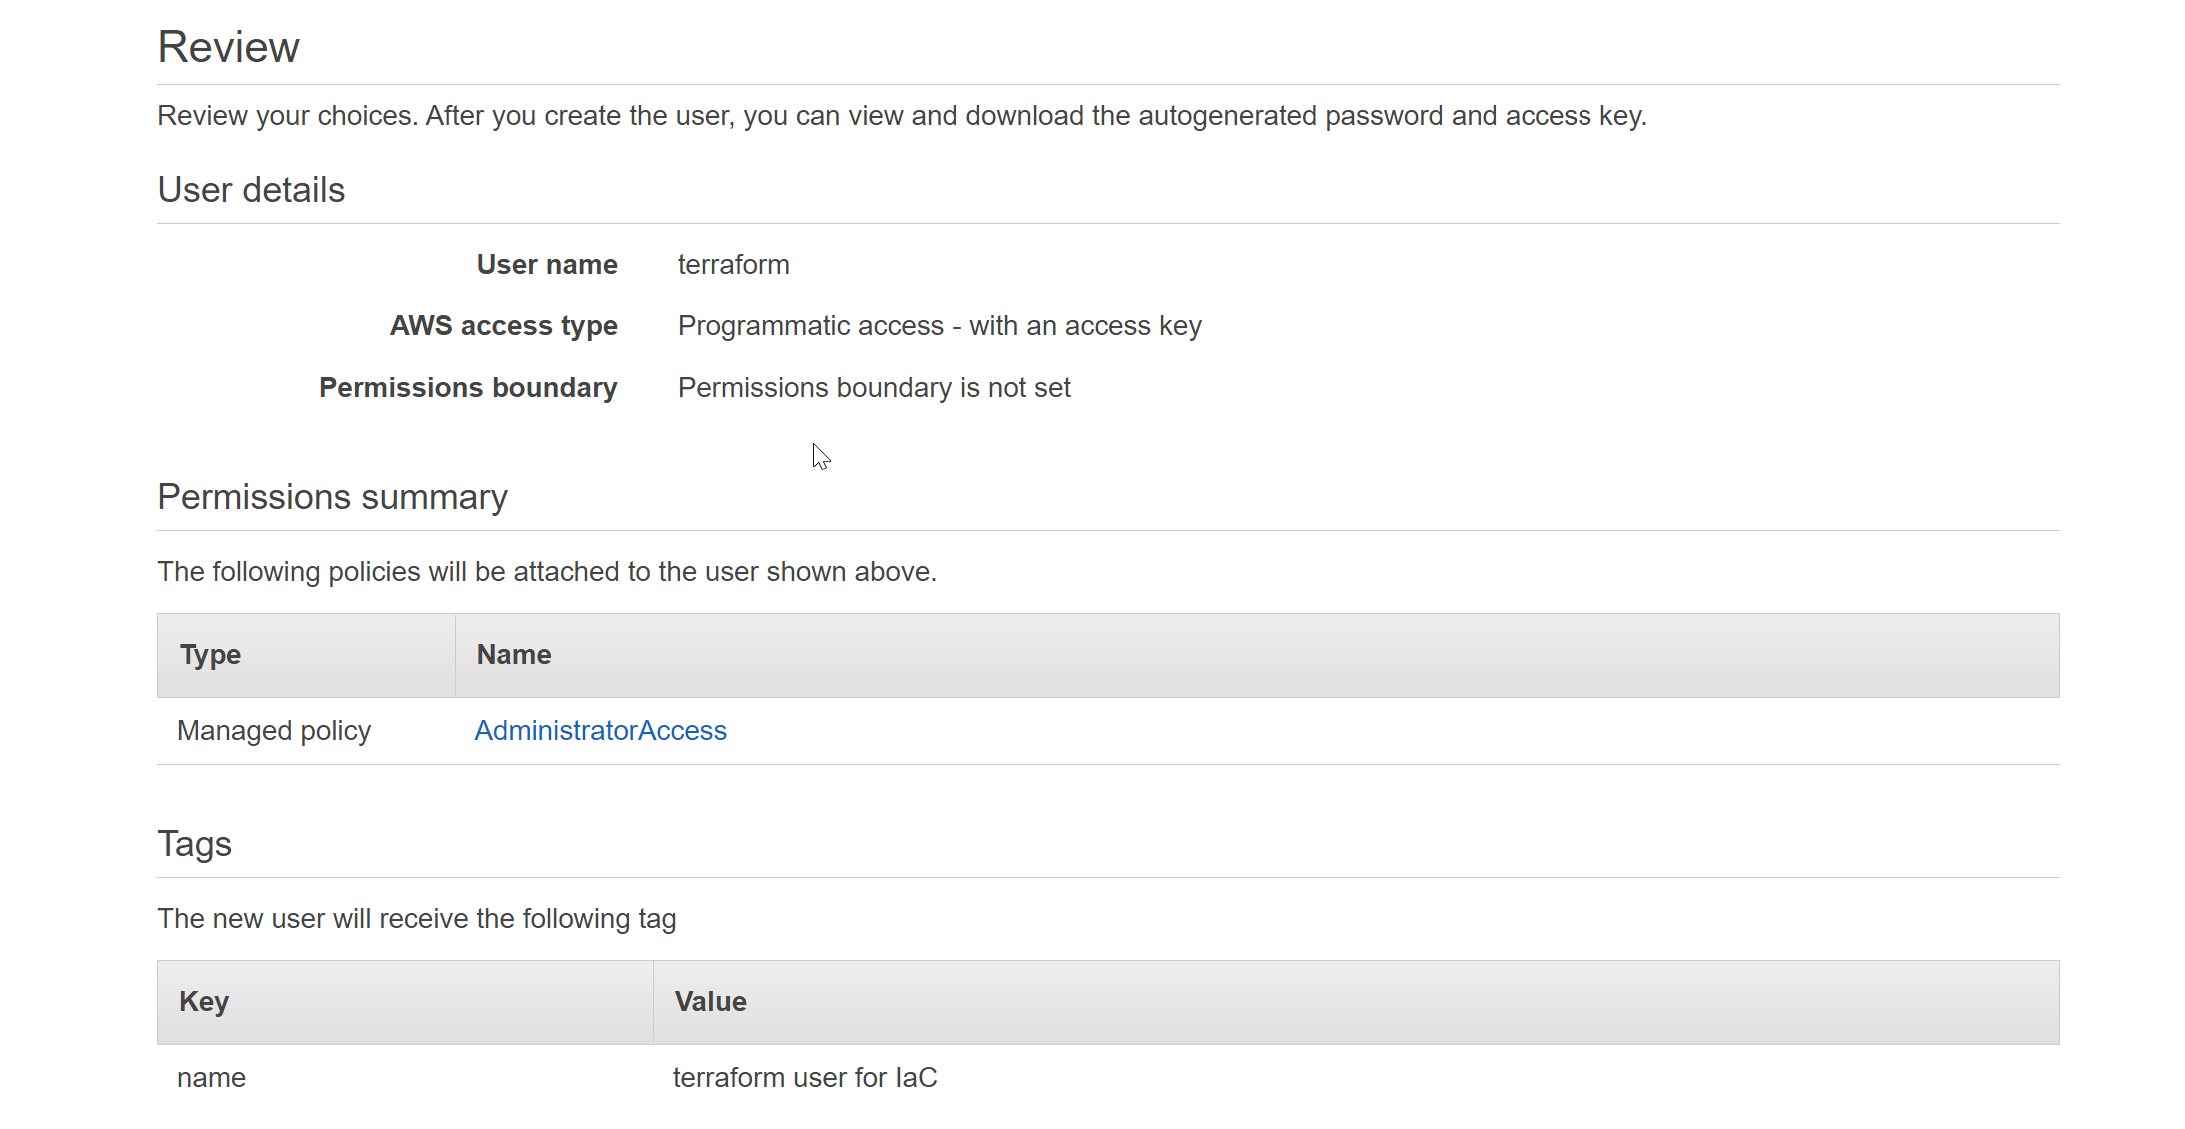 Review
Review your choices. After you create the user, you can view and download the autogenerated password and access key.
User details
User name terraform
AWS access type Programmatic access - with an access key
Permissions boundary Permissions boundary is not set
Permissions summary
The following policies will be attached to the user shown above.
Type Name
Managed policy AdministratorAccess
Tags
The new user will receive the following tag
Key Value
name terraform user for IaC